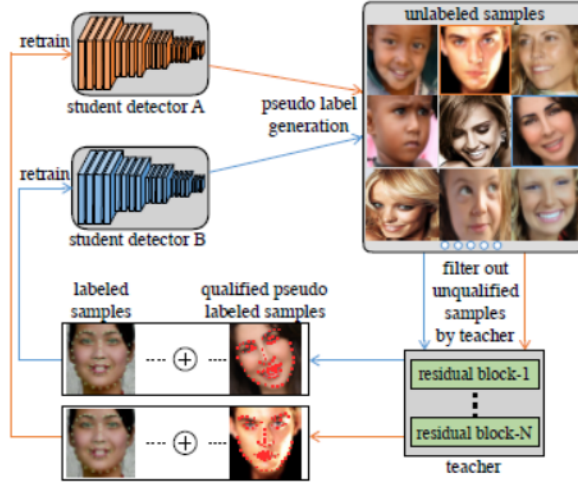 retrain
student detector A
unlabeled samples
pseudo label
generation
retrain
student detector B
labeled
samples
qualified pseudo
labeled samples
filter out
unqualified
samples
by teacher
residual block-1
residual block-N
teacher